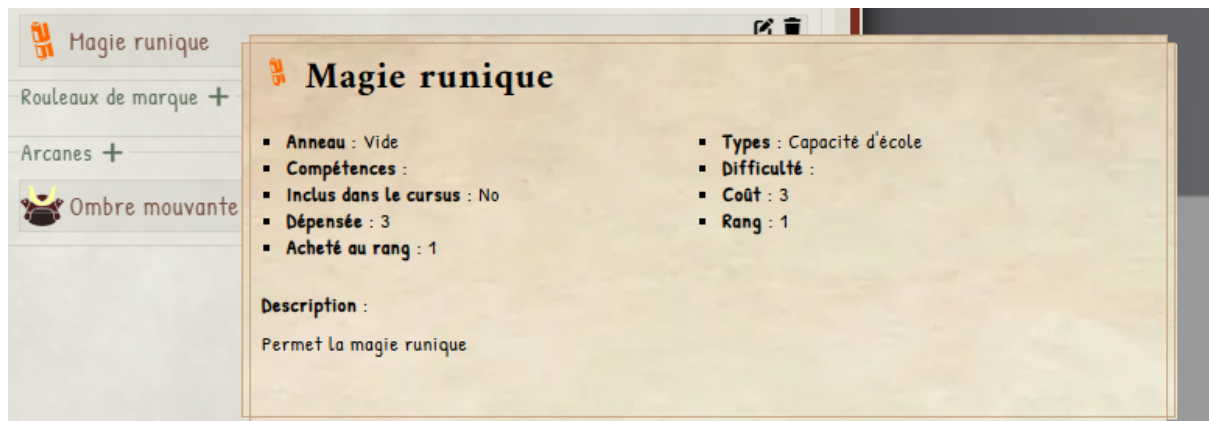 Magie runique
Rouleaux de marque +
Arcanes +
Ombre mouvante
Magie runique
Anneau : Vide
Compétences :
Inclus dans le cursus : No
Dépensée : 3
Acheté au rang : 1
Types : Capacité d'école
Difficulté :
Coût : 3
Rang : 1
Description :
Permet la magie runique